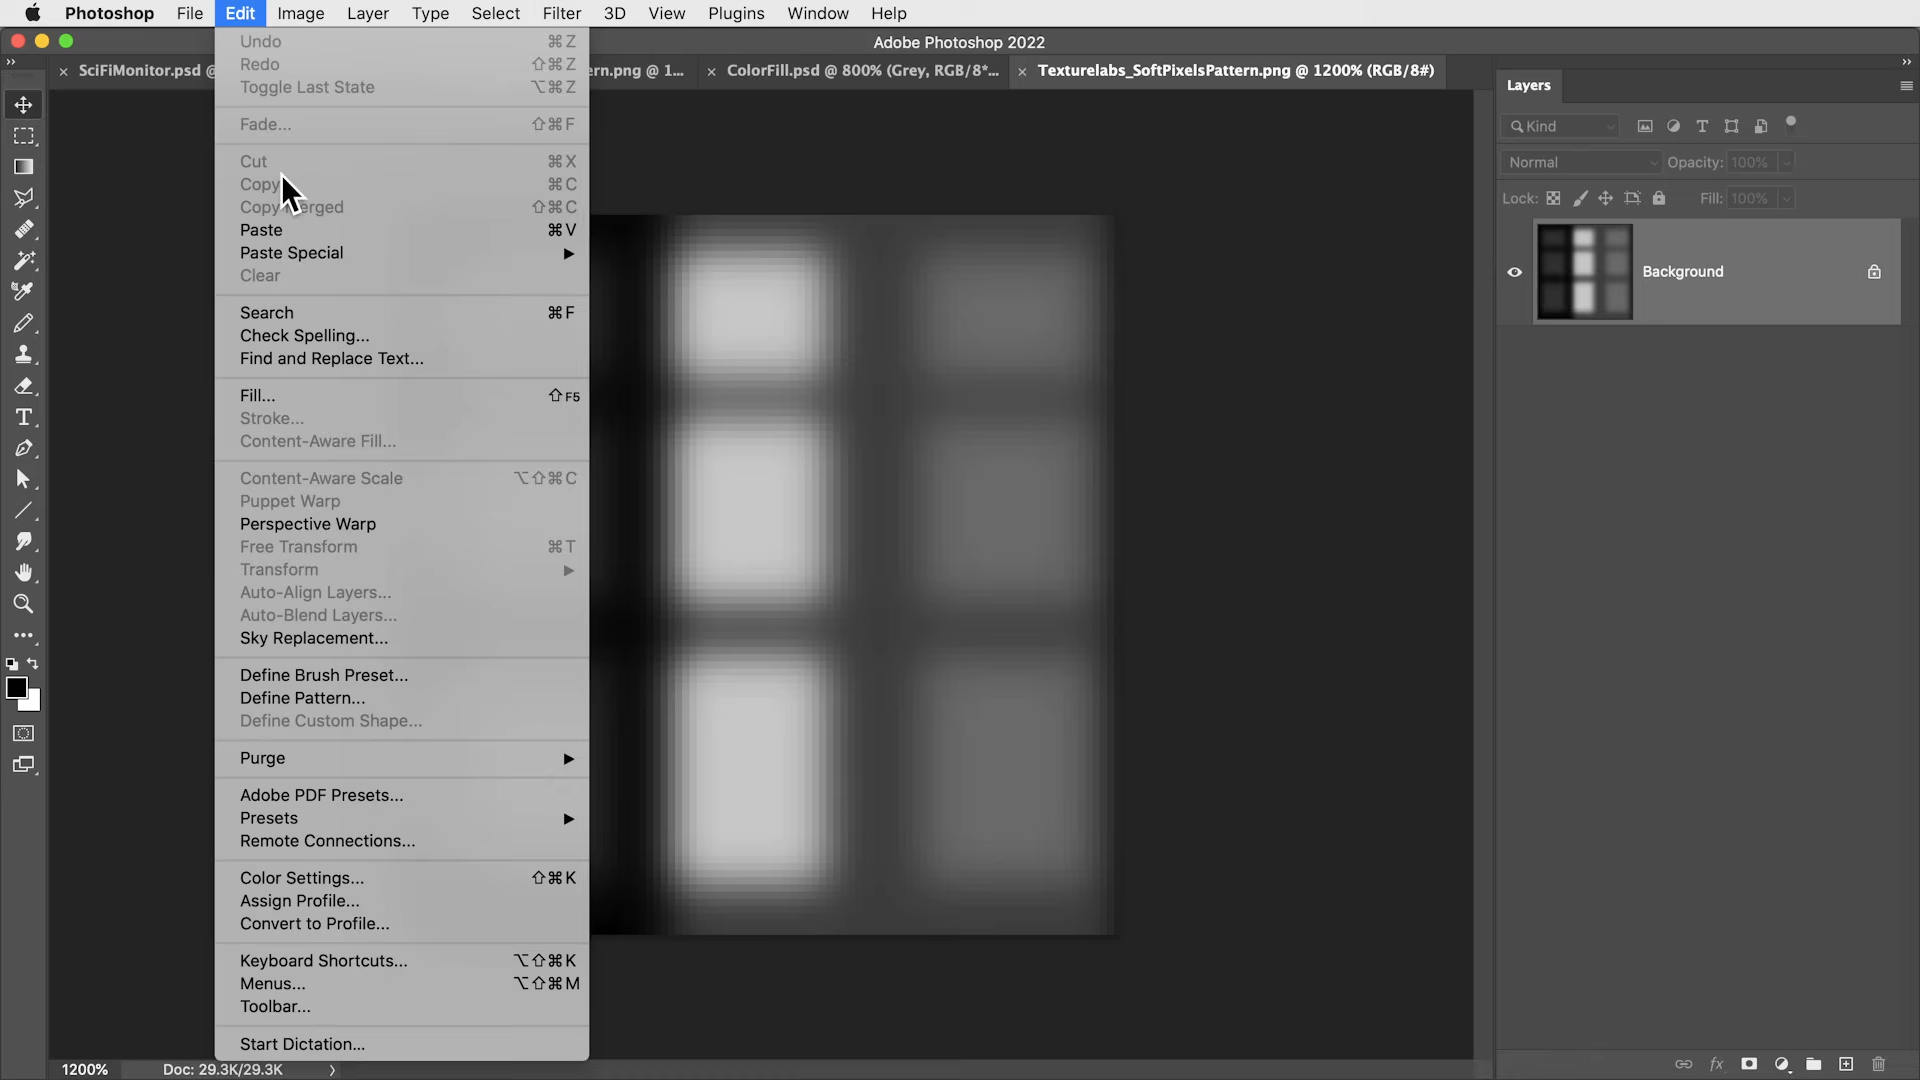 Photoshop File Edit Image Layer Type Select Filter 3D View Plugins Window Help
Adobe Photoshop 2022
SciFiMonitor.psd @
ern.png @ 1...
ColorFill.psd @ 800% (Grey, RGB/8*...
Texturelabs_SoftPixelsPattern.png @ 1200% (RGB/8#)
Undo ⌘Z
Redo ⇧⌘Z
Toggle Last State ⌥⌘Z
Fade... ⇧⌘F
Cut ⌘X
Copy ⌘C
Copy Merged ⇧⌘C
Paste ⌘V
Paste Special ▶
Clear
Search ⌘F
Check Spelling...
Find and Replace Text...
Fill... ⇧F5
Stroke...
Content-Aware Fill...
Content-Aware Scale ⌥⇧⌘C
Puppet Warp
Perspective Warp
Free Transform ⌘T
Transform ▶
Auto-Align Layers...
Auto-Blend Layers...
Sky Replacement...
Define Brush Preset...
Define Pattern...
Define Custom Shape...
Purge ▶
Adobe PDF Presets...
Presets ▶
Remote Connections...
Color Settings... ⇧⌘K
Assign Profile...
Convert to Profile...
Keyboard Shortcuts... ⌥⇧⌘K
Menus... ⌥⇧⌘M
Toolbar...
Start Dictation...
1200% Doc: 29.3K/29.3K
Layers
Kind
Normal Opacity: 100%
Lock: Fill: 100%
Background
fx